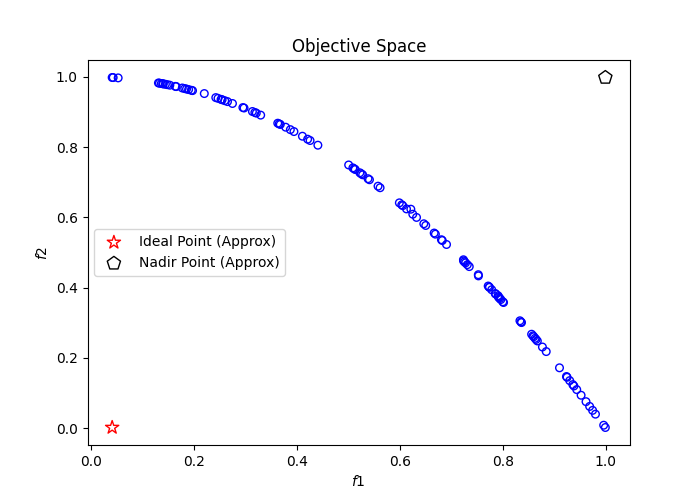 Objective Space
1.0
0.8
0.6
0.4
0.2
0.0
f2
Ideal Point (Approx)
Nadir Point (Approx)
0.0 0.2 0.4 0.6 0.8 1.0
f1